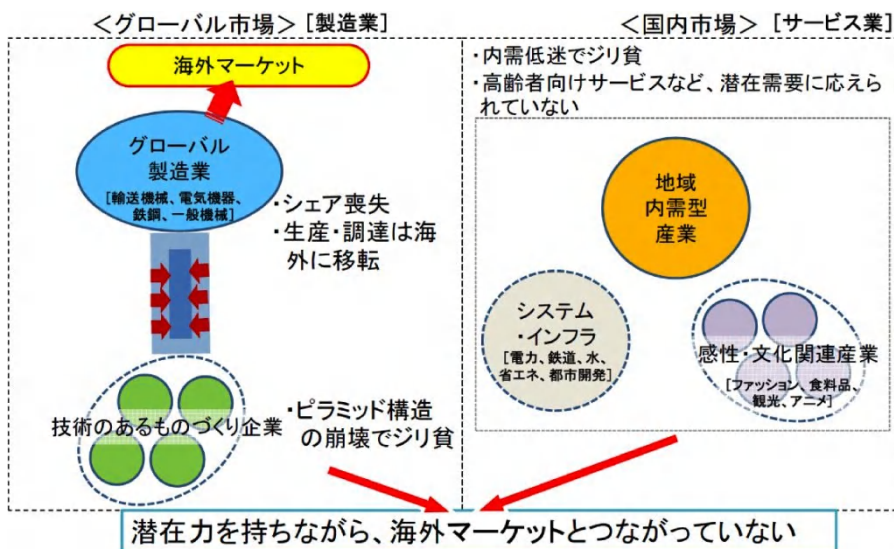 ＜グローバル市場＞［製造業］
海外マーケット
グローバル
製造業
[輸送機械、電気機器、
鉄鋼、一般機械]
・シェア喪失
・生産・調達は海
外に移転
技術のあるものづくり企業
・ピラミッド構造
の崩壊でジリ貧
＜国内市場＞［サービス業］
・内需低迷でジリ貧
・高齢者向けサービスなど、潜在需要に応えら
れていない
地域
内需型
産業
システム
・インフラ
[電力、鉄道、水、
省エネ、都市開発]
感性・文化関連産業
[ファッション、食料品、
観光、アニメ]
潜在力を持ちながら、海外マーケットとつながっていない